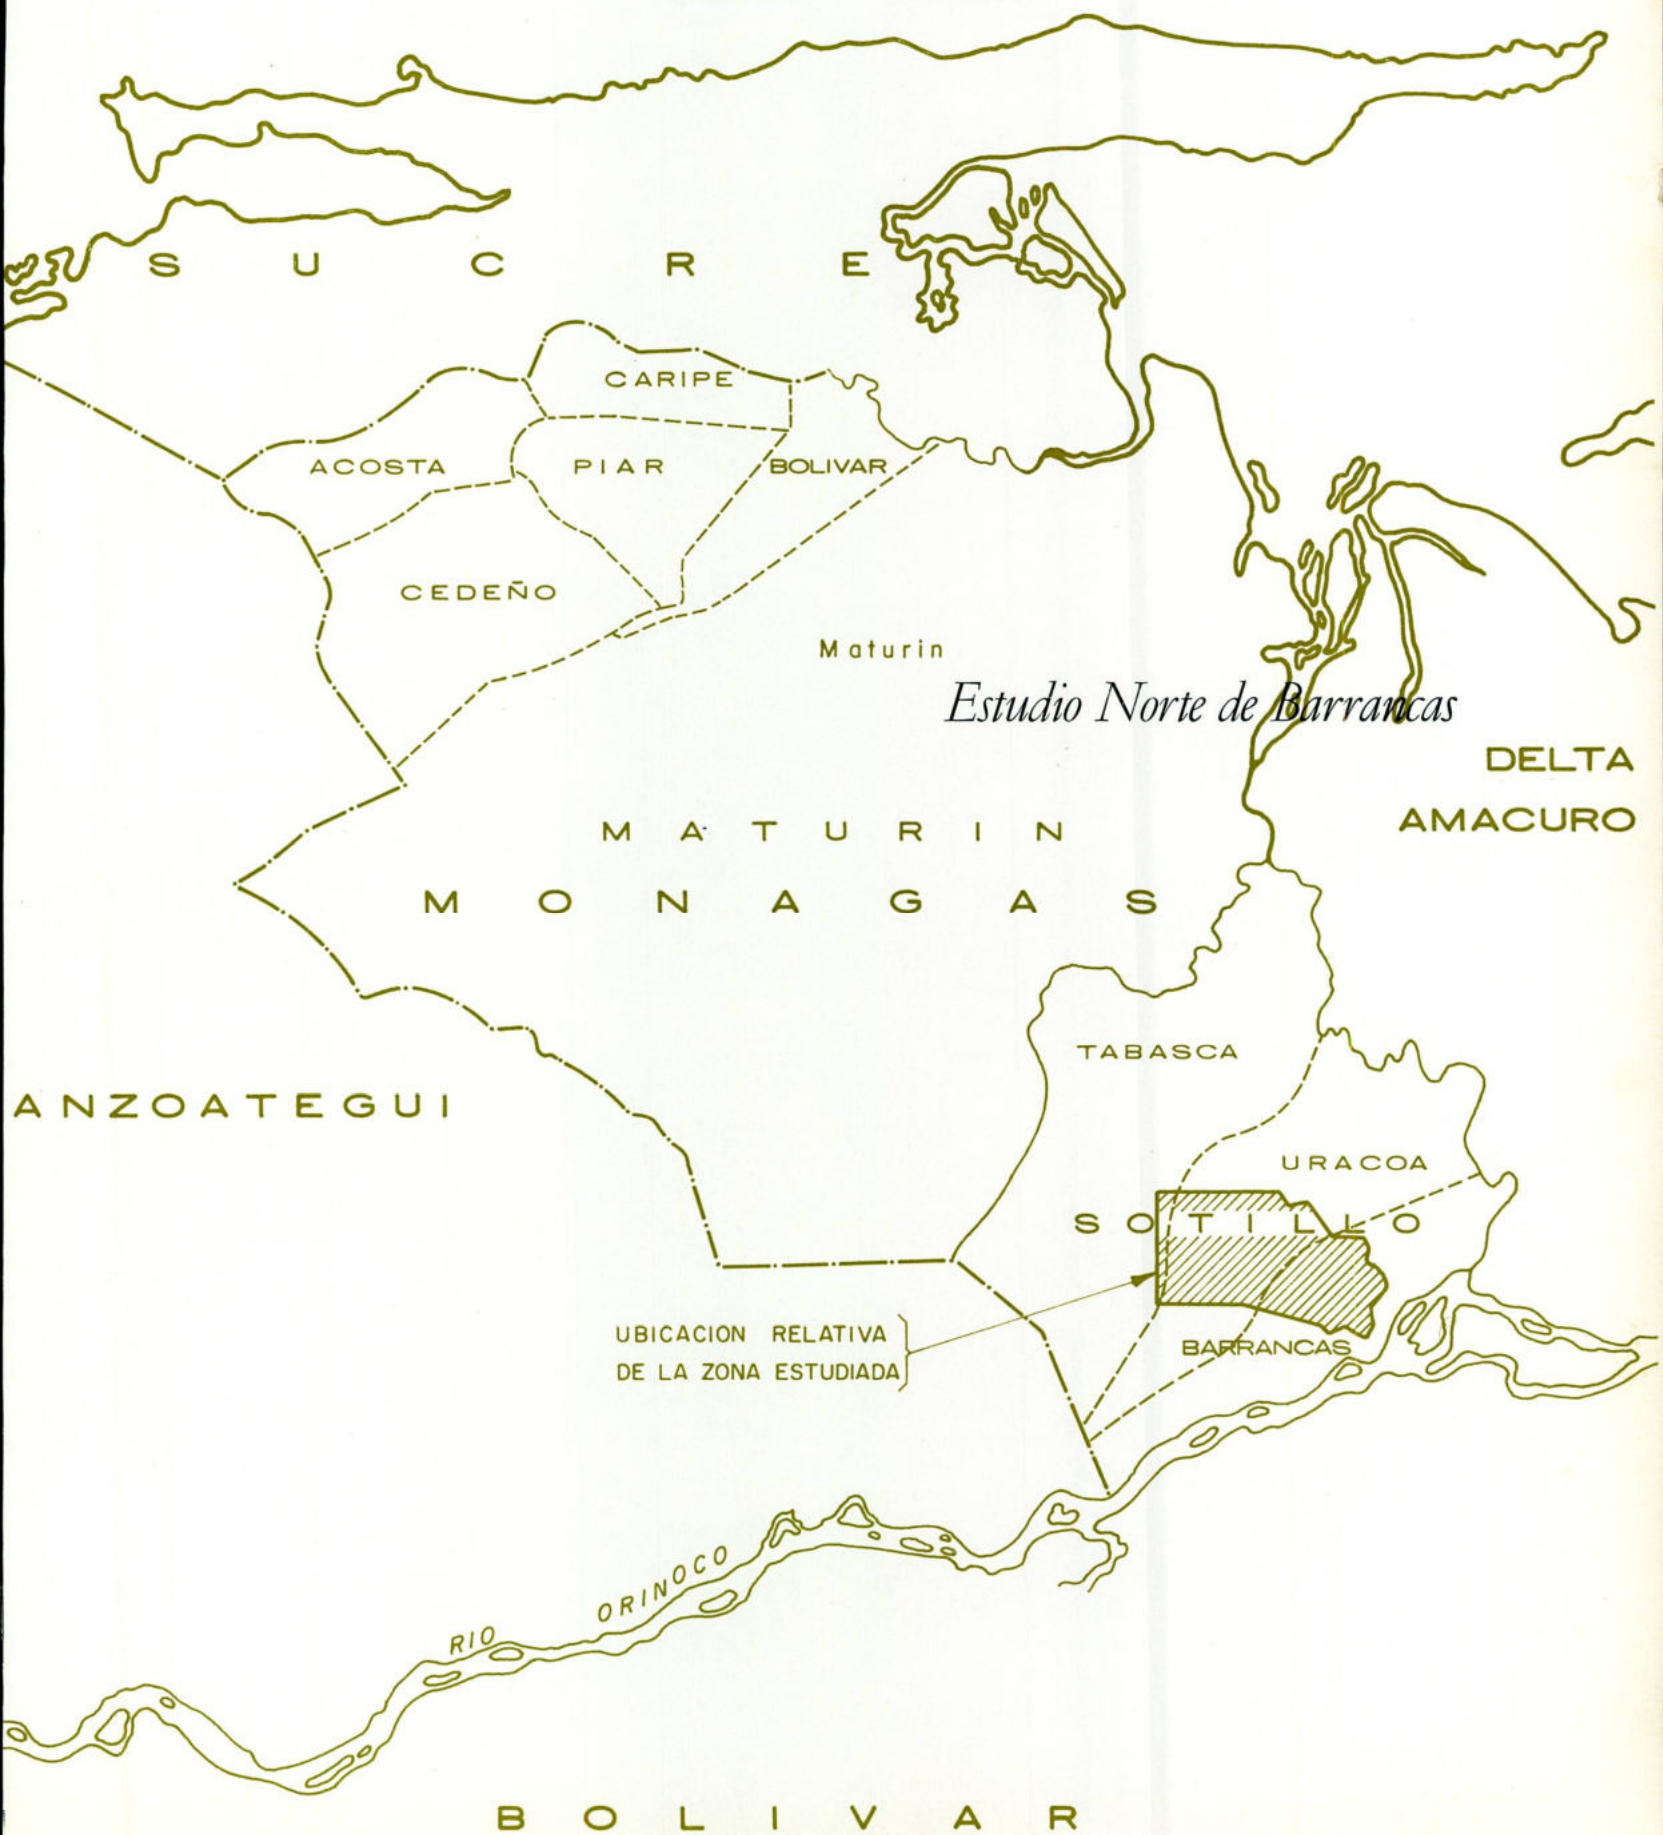 S U C R E
CARIPE
ACOSTA
PIAR
BOLIVAR
CEDEÑO
Maturin
Estudio Norte de Barrancas
DELTA
AMACURO
M A T U R I N
M O N A G A S
TABASCA
ANZOATEGUI
URACOA
S O T I L L O
UBICACION RELATIVA
DE LA ZONA ESTUDIADA
BARRANCAS
RIO ORINOCO
B O L I V A R